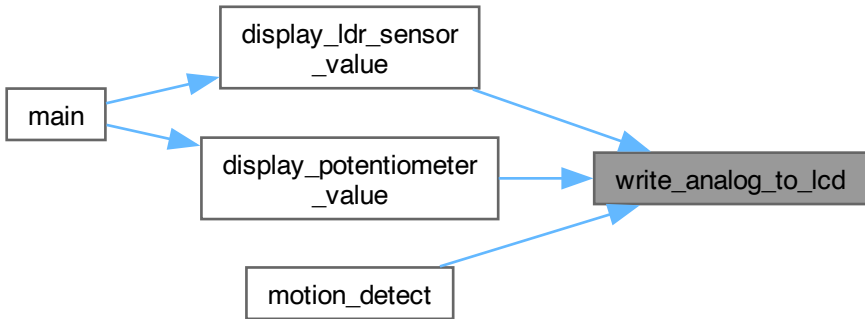 display_ldr_sensor
_value
main
display_potentiometer
_value
write_analog_to_lcd
motion_detect